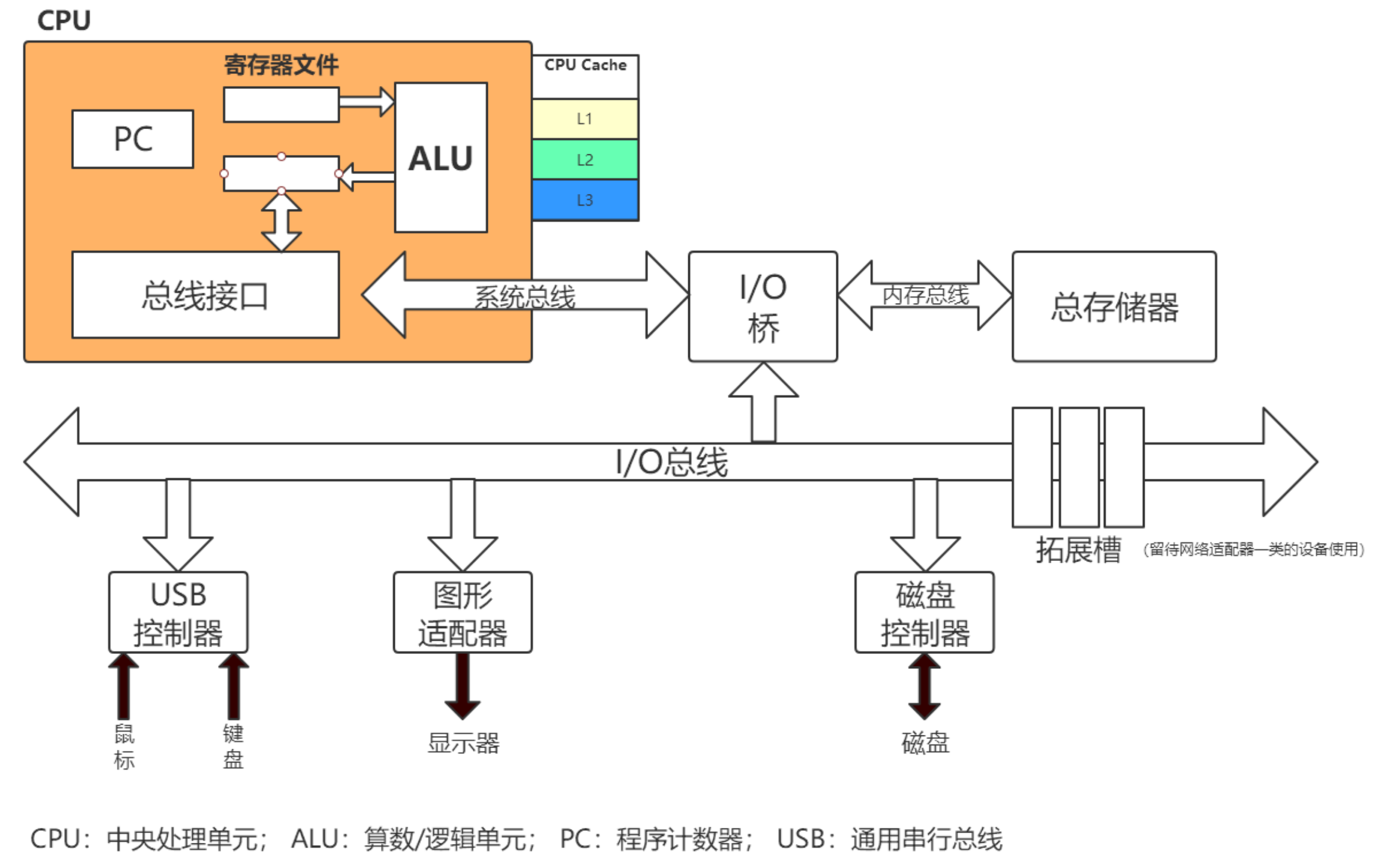 CPU
寄存器文件
CPU Cache
PC
ALU
L1
L2
L3
总线接口
系统总线
I/O
桥
内存总线
总存储器
I/O总线
拓展槽
(留待网络适配器一类的设备使用)
USB
控制器
图形
适配器
磁盘
控制器
鼠
标
键
盘
显示器
磁盘
CPU：中央处理单元； ALU：算数/逻辑单元； PC：程序计数器； USB：通用串行总线